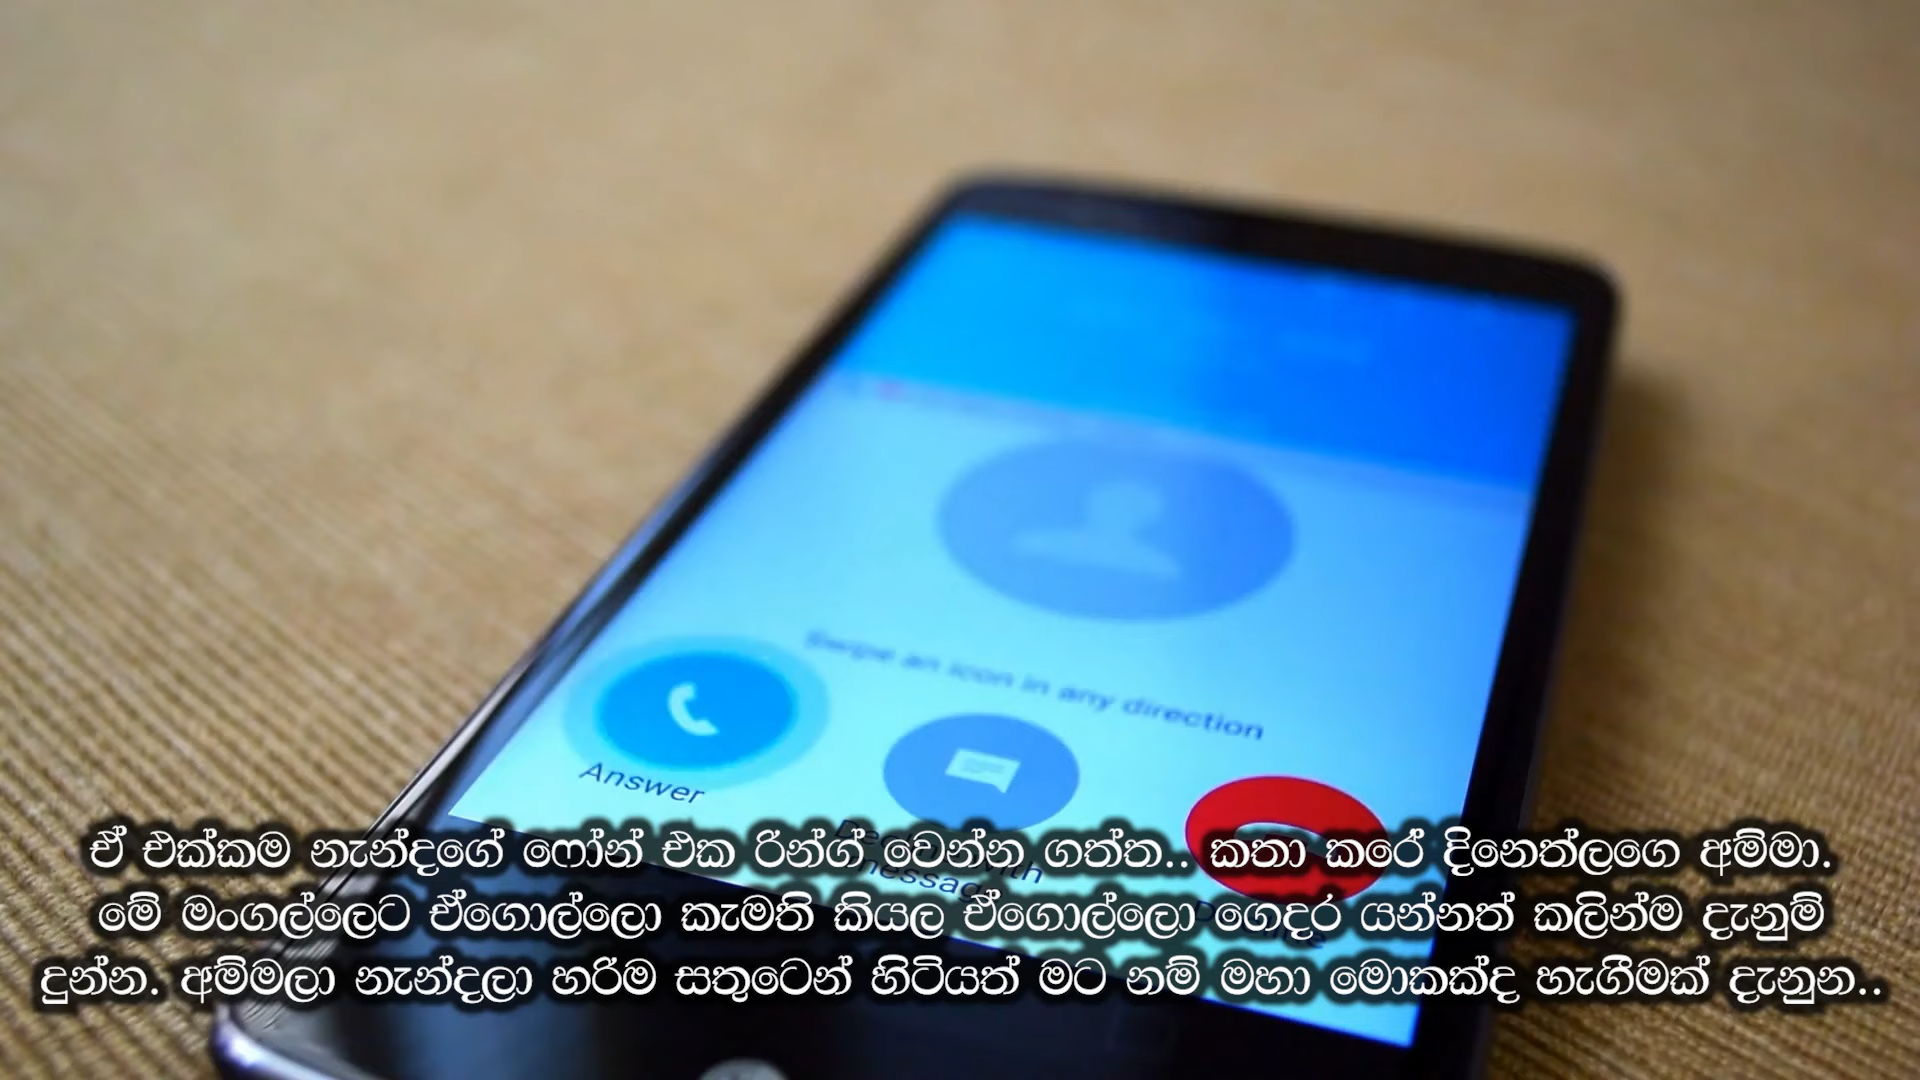 Swipe an icon in any direction
Answer
ඒ එක්කම නැන්දගේ ෆෝන් එක රින්ග් වෙන්න ගත්ත.. කතා කරේ දිනෙත්ලගෙ අම්මා.
මේ මංගල්ලෙට ඒගොල්ලො කැමති කියල ඒගොල්ලො ගෙදර යන්නත් කලින්ම දැනුම්
දුන්න. අම්මලා නැන්දලා හරිම සතුටෙන් හිටියත් මට නම් මහා මොකක්ද හැගීමක් දැනුන..